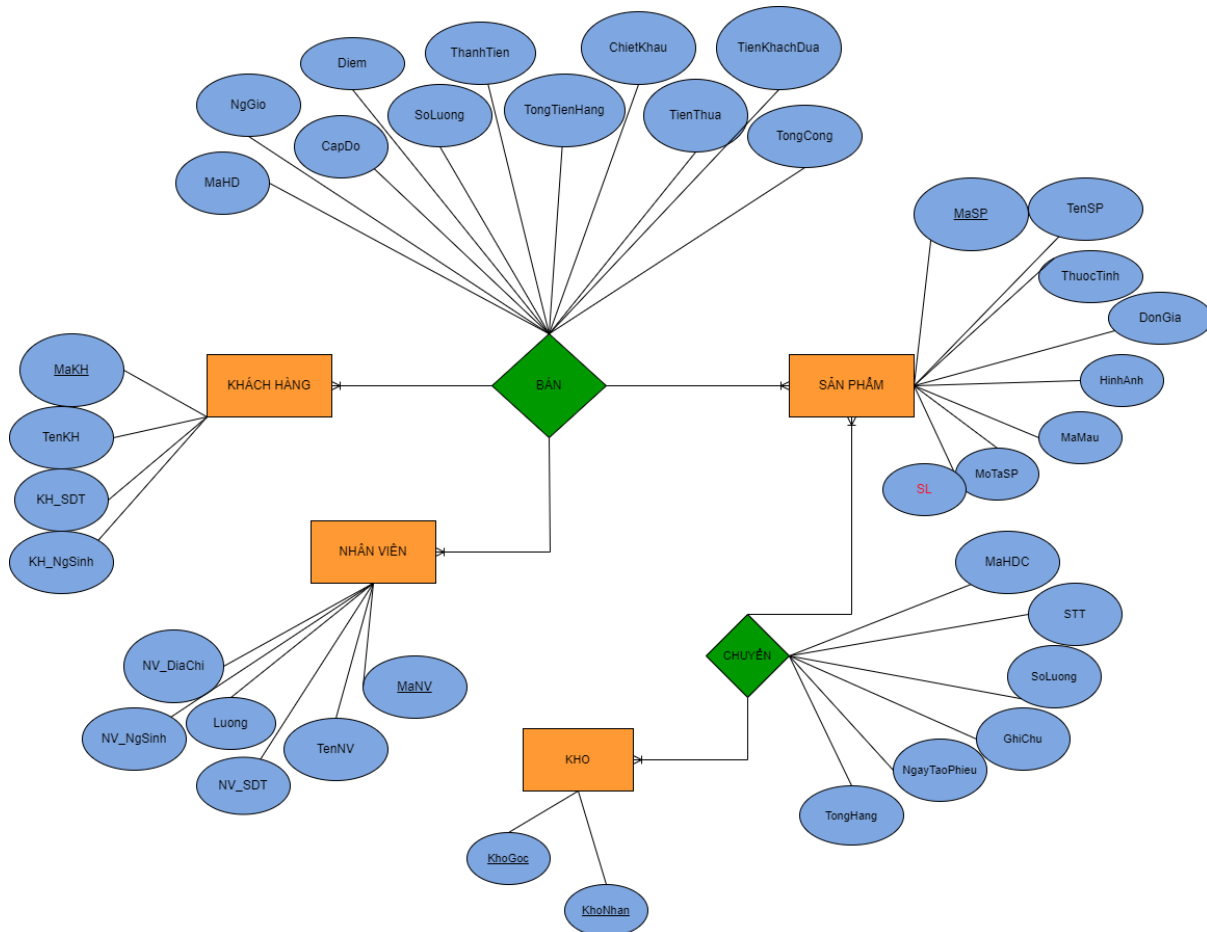 ThanhTien
ChietKhau
TienKhachDua
Diem
NgGio
SoLuong
TongTienHang
TienThua
TongCong
CapDo
MaHD
MaSP
TenSP
ThuocTinh
DonGia
HinhAnh
MaMau
MoTaSP
SL
MaKH
TenKH
KH_SDT
KH_NgSinh
KHÁCH HÀNG
BÁN
SẢN PHẨM
NHÂN VIÊN
NV_DiaChi
NV_NgSinh
Luong
NV_SDT
TenNV
MaNV
CHUYỂN
MaHDC
STT
SoLuong
GhiChu
NgayTaoPhieu
TongHang
KHO
KhoGoc
KhoNhan